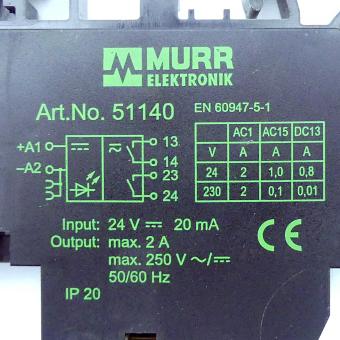 MURR
ELEKTRONIK
Art.No. 51140 EN 60947-5-1
+A1
–A2
13
14
23
24
AC1 AC15 DC13
V A A A
24 2 1,0 0,8
230 2 0,1 0,01
Input: 24 V ⎓ 20 mA
Output: max. 2 A
max. 250 V ~/⎓
50/60 Hz
CE
IP 20